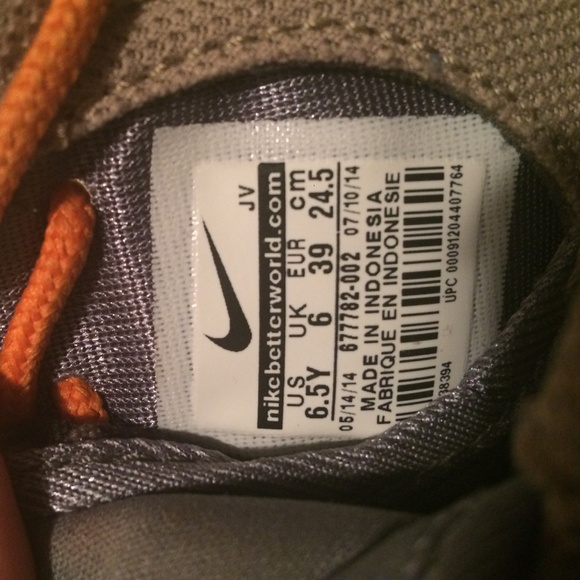 JV
nikebetterworld.com
US UK EUR cm
6.5Y 6 39 24.5
05/14/14 677782-002 07/10/14
MADE IN INDONESIA
FABRIQUE EN INDONESIE
UPC 00091204407764